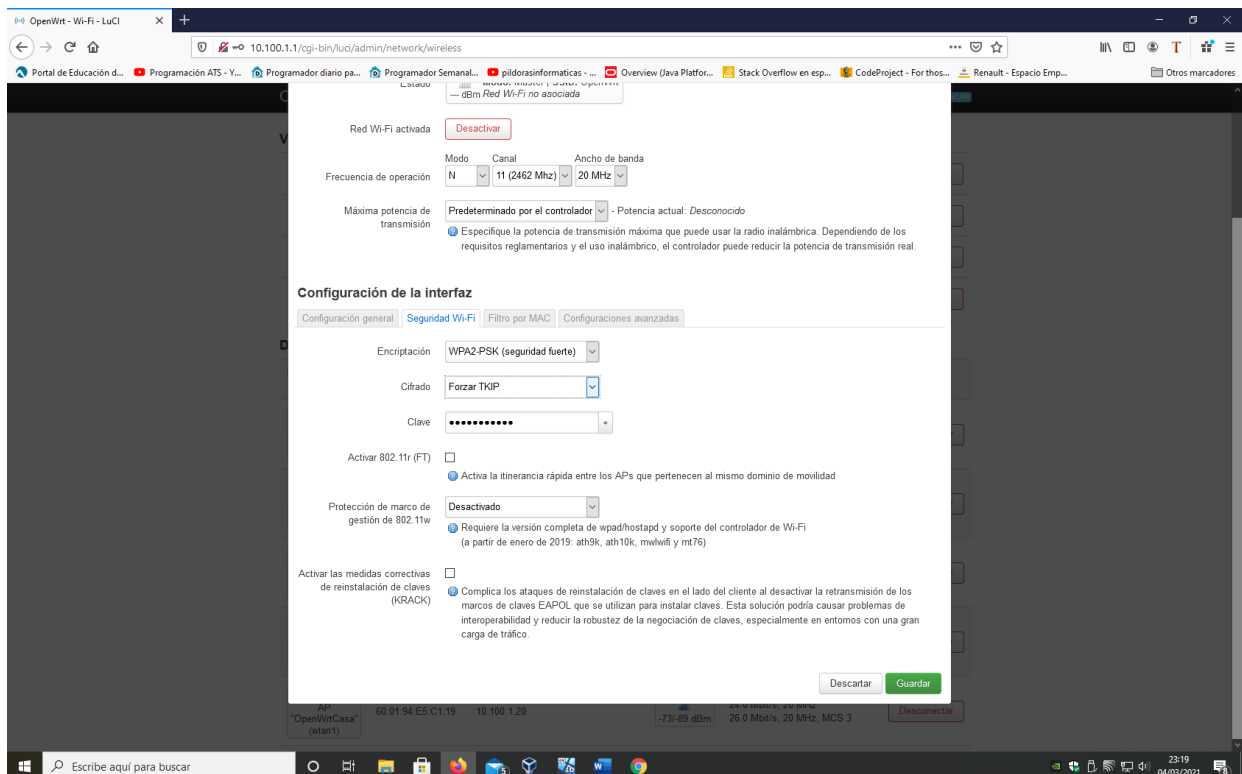 OpenWrt - Wi-Fi - LuCI
10.100.1.1/cgi-bin/luci/admin/network/wireless
Portal de Educación d... Programación ATS - Y... Programador diario pa... Programador Semanal... pildorasinformaticas - ... Overview (Java Platfor... Stack Overflow en esp... CodeProject - For thos... Renault - Espacio Emp... Otros marcadores
Estado
--- dBm Red Wi-Fi no asociada
Red Wi-Fi activada Desactivar
Modo Canal Ancho de banda
Frecuencia de operación N 11 (2462 Mhz) 20 MHz
Máxima potencia de transmisión Predeterminado por el controlador - Potencia actual: Desconocido
Especifique la potencia de transmisión máxima que puede usar la radio inalámbrica. Dependiendo de los
requisitos reglamentarios y el uso inalámbrico, el controlador puede reducir la potencia de transmisión real.
Configuración de la interfaz
Configuración general Seguridad Wi-Fi Filtro por MAC Configuraciones avanzadas
Encriptación WPA2-PSK (seguridad fuerte)
Cifrado Forzar TKIP
Clave •••••••••••
Activar 802.11r (FT)
Activa la itinerancia rápida entre los APs que pertenecen al mismo dominio de movilidad
Protección de marco de
gestión de 802.11w
Desactivado
Requiere la versión completa de wpad/hostapd y soporte del controlador de Wi-Fi
(a partir de enero de 2019: ath9k, ath10k, mwlwifi y mt76)
Activar las medidas correctivas
de reinstalación de claves
(KRACK)
Complica los ataques de reinstalación de claves en el lado del cliente al desactivar la retransmisión de los
marcos de claves EAPOL que se utilizan para instalar claves. Esta solución podría causar problemas de
interoperabilidad y reducir la robustez de la negociación de claves, especialmente en entornos con una gran
carga de tráfico.
Descartar Guardar
AP
"OpenWrtCasa"
(wlan1)
60:01:94:E5:C1:19 10.100.1.20 -73/-89 dBm
24.0 Mbit/s, 20 MHz
26.0 Mbit/s, 20 MHz, MCS 3
Desconectar
Escribe aquí para buscar
23:19
04/03/2021